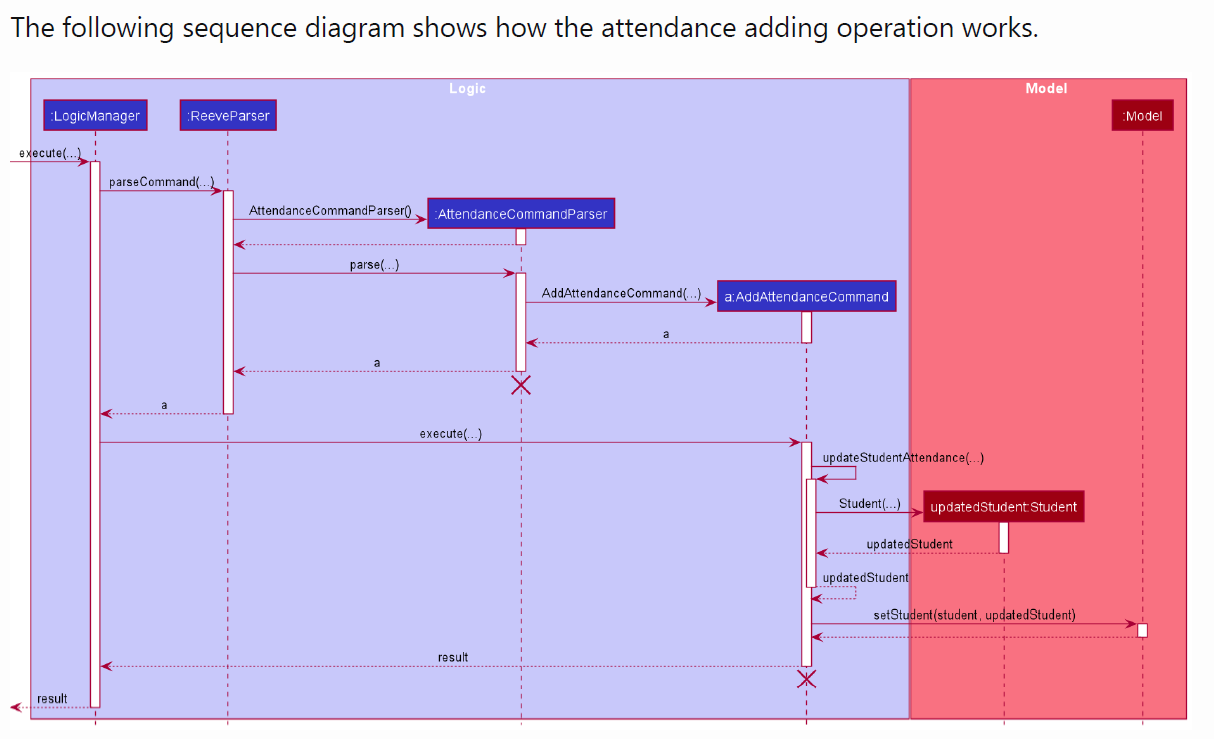 The following sequence diagram shows how the attendance adding operation works.
Logic
Model
:LogicManager
:ReeveParser
:Model
execute(...)
parseCommand(...)
:AttendanceCommandParser
AttendanceCommandParser()
parse(...)
a:AddAttendanceCommand
AddAttendanceCommand(...)
a
a
a
execute(...)
updateStudentAttendance(...)
updatedStudent:Student
Student(...)
updatedStudent
updatedStudent
setStudent(student, updatedStudent)
result
result